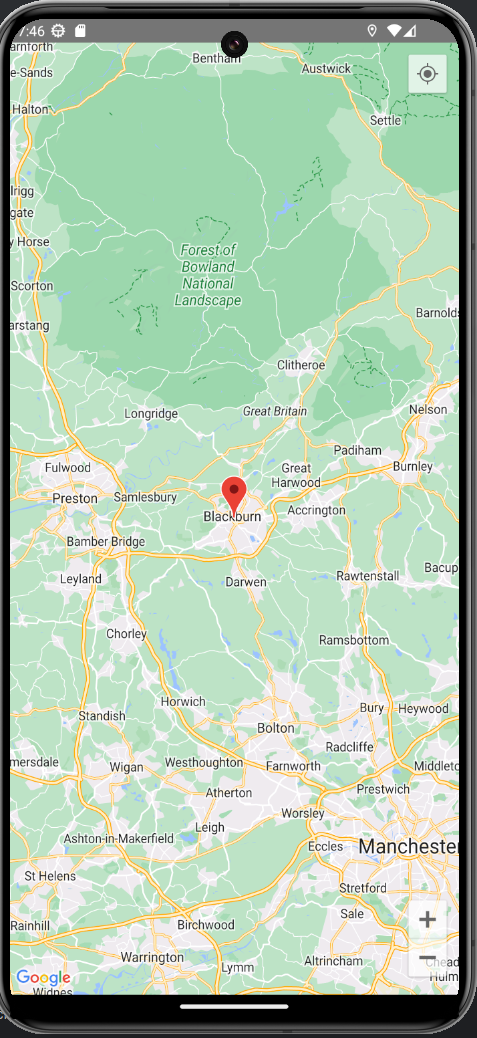 7:46
arnforth
Bentham
Austwick
e-Sands
Halton
Settle
lrigg
gate
y Horse
Forest of
Bowland
National
Landscape
Scorton
arstang
Barnolds
Clitheroe
Longridge
Great Britain
Nelson
Padiham
Fulwood
Great
Harwood
Burnley
Preston
Samlesbury
Blackburn
Accrington
Bamber Bridge
Leyland
Darwen
Rawtenstall
Bacup
Chorley
Ramsbottom
Horwich
Standish
Bury
Heywood
Bolton
Radcliffe
mersdale
Wigan
Westhoughton
Farnworth
Middleto
Prestwich
Atherton
Worsley
Leigh
Ashton-in-Makerfield
Eccles
Manchester
St Helens
Stretford
Sale
Rainhill
Birchwood
Warrington
Altrincham
Chead
Hulm
Lymm
Google
Widnes